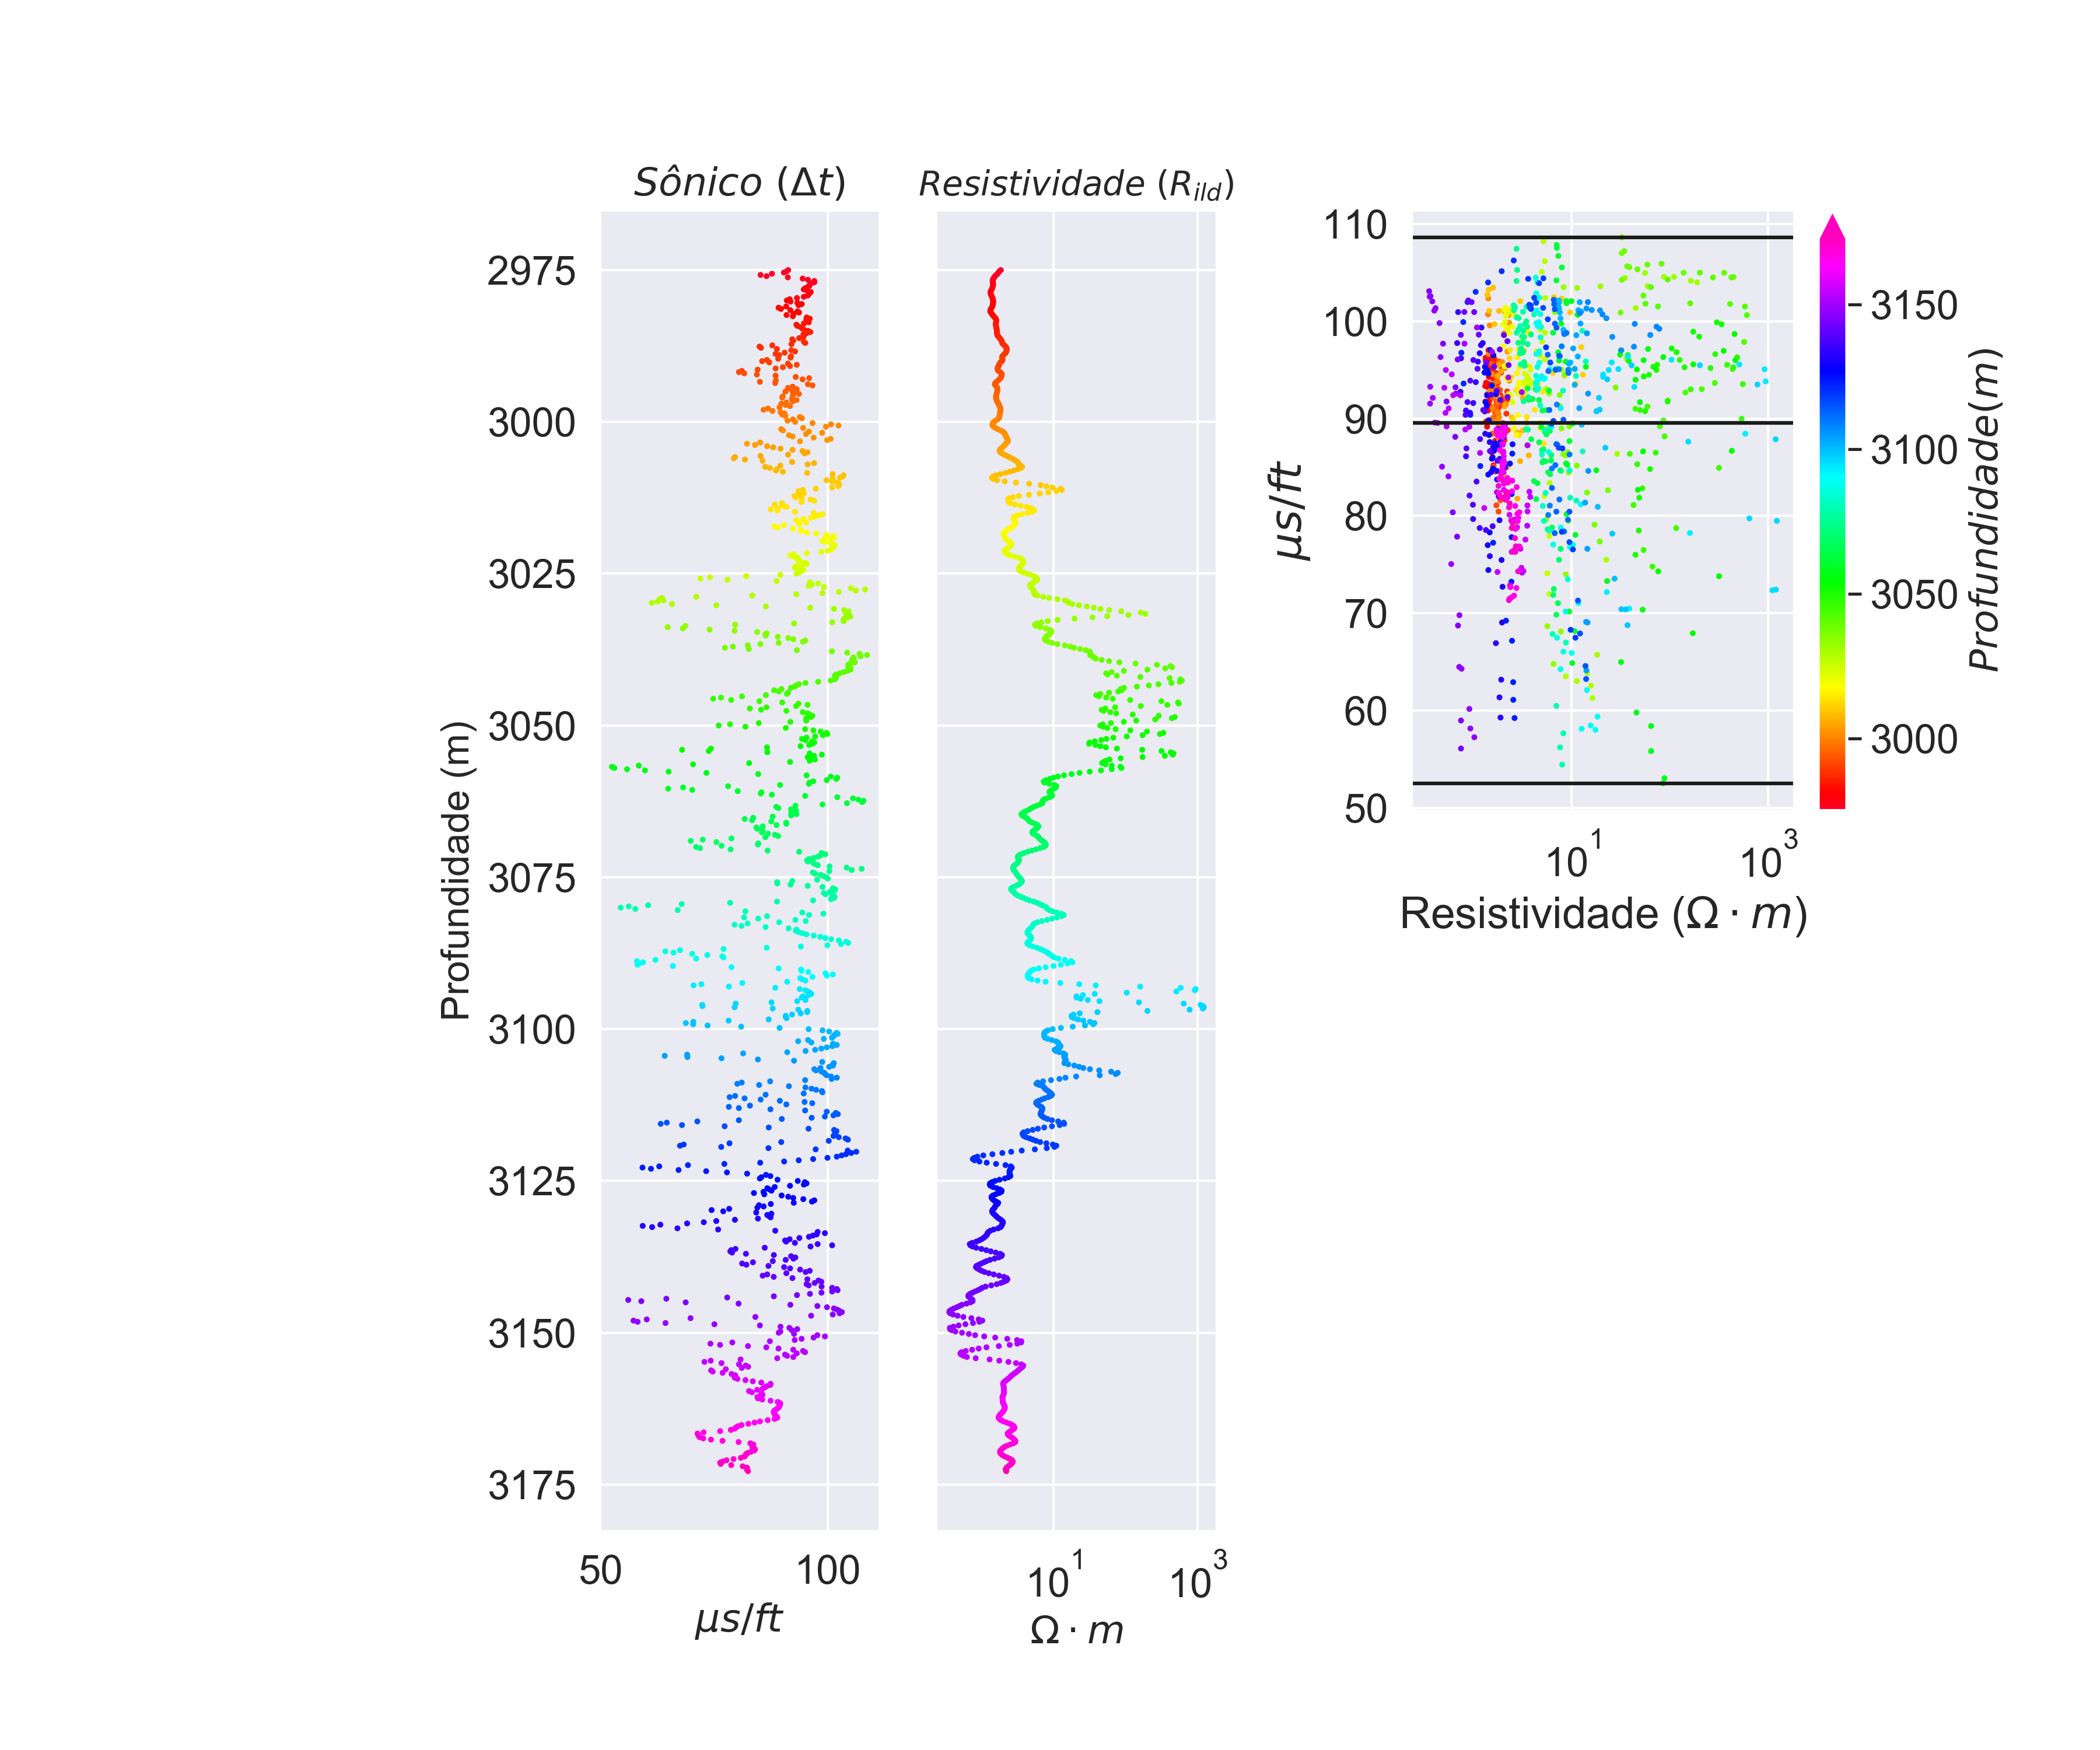 Sônico (Δt)
Resistividade (R_ild)
Profundidade (m)
2975
3000
3025
3050
3075
3100
3125
3150
3175
50 100
μs/ft
10^1 10^3
Ω · m
μs/ft
110
100
90
80
70
60
50
10^1 10^3
Resistividade (Ω · m)
3150
3100
3050
3000
Profundidade(m)